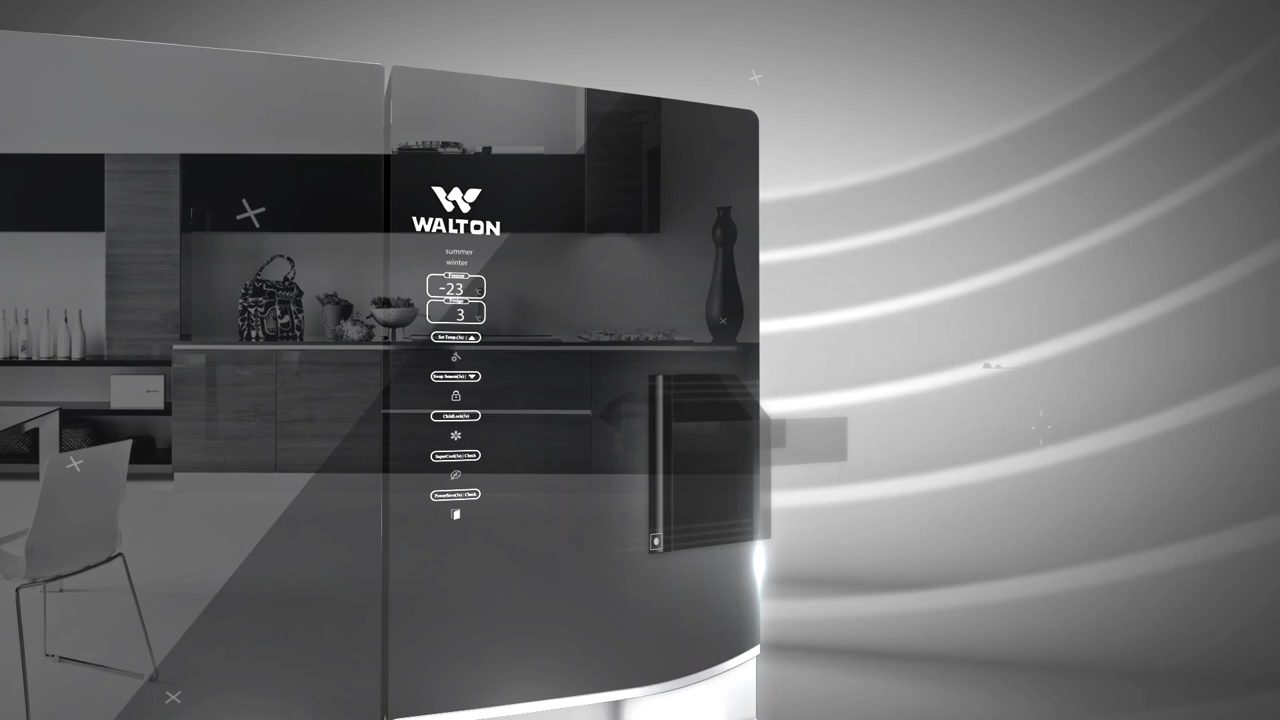 WALTON
summer
winter
Freezer
-23 °C
Fridge
3 °C
Set Temp.(3s)
Swap Season(3s)
ChildLock(3s)
SuperCool(3s) | Check
PowerSave(3s) | Check